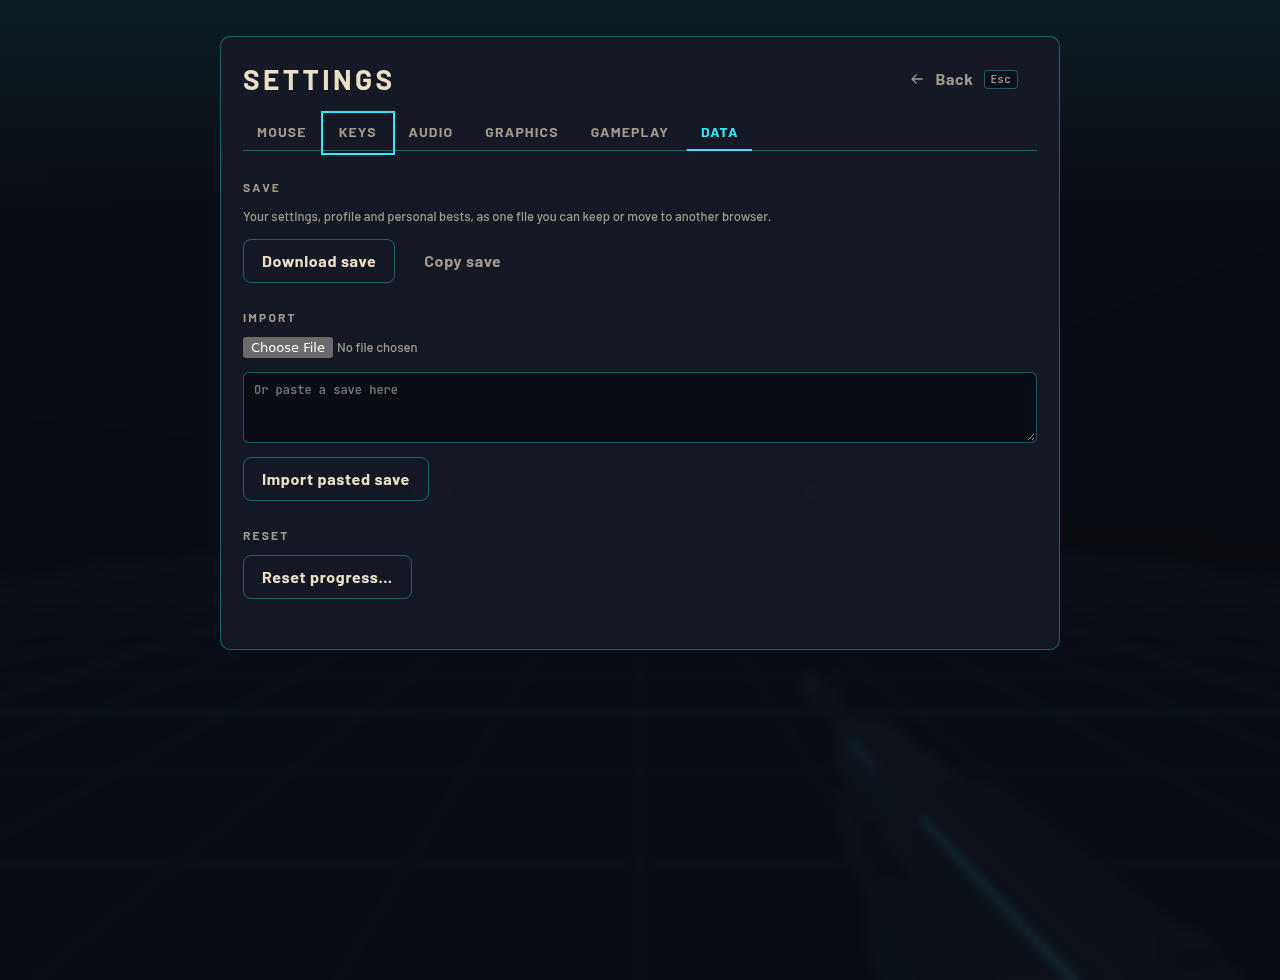 SETTINGS
← Back Esc
MOUSE KEYS AUDIO GRAPHICS GAMEPLAY DATA
SAVE
Your settings, profile and personal bests, as one file you can keep or move to another browser.
Download save Copy save
IMPORT
Choose File No file chosen
Or paste a save here
Import pasted save
RESET
Reset progress...